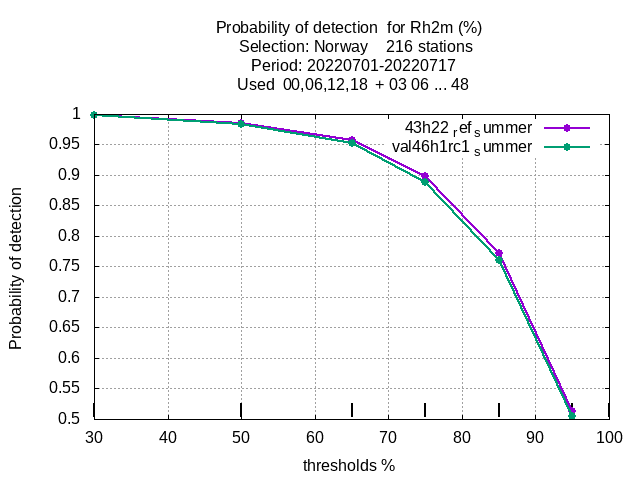 Probability of detection for Rh2m (%)
Selection: Norway 216 stations
Period: 20220701-20220717
Used 00,06,12,18 + 03 06 ... 48
43h22 ref summer
val46h1rc1 summer
Probability of detection
1
0.95
0.9
0.85
0.8
0.75
0.7
0.65
0.6
0.55
0.5
30 40 50 60 70 80 90 100
thresholds %